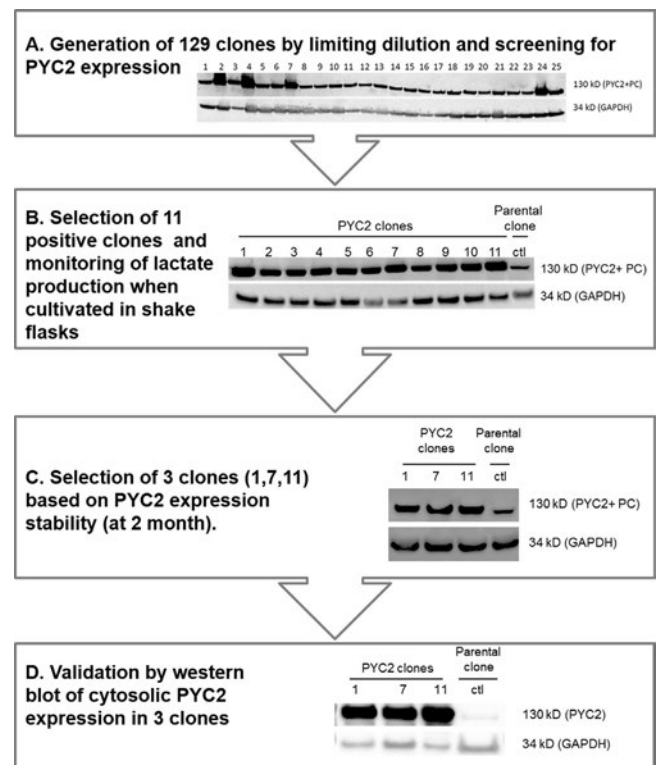 A. Generation of 129 clones by limiting dilution and screening for
PYC2 expression
1 2 3 4 5 6 7 8 9 10 11 12 13 14 15 16 17 18 19 20 21 22 23 24 25
130 kD (PYC2+PC)
34 kD (GAPDH)
B. Selection of 11
positive clones and
monitoring of lactate
production when
cultivated in shake
flasks
PYC2 clones
Parental
clone
1 2 3 4 5 6 7 8 9 10 11 ctl
130 kD (PYC2+ PC)
34 kD (GAPDH)
C. Selection of 3 clones (1,7,11)
based on PYC2 expression
stability (at 2 month).
PYC2
clones
Parental
clone
1 7 11 ctl
130 kD (PYC2+ PC)
34 kD (GAPDH)
D. Validation by western
blot of cytosolic PYC2
expression in 3 clones
PYC2 clones
Parental
clone
1 7 11 ctl
130 kD (PYC2)
34 kD (GAPDH)